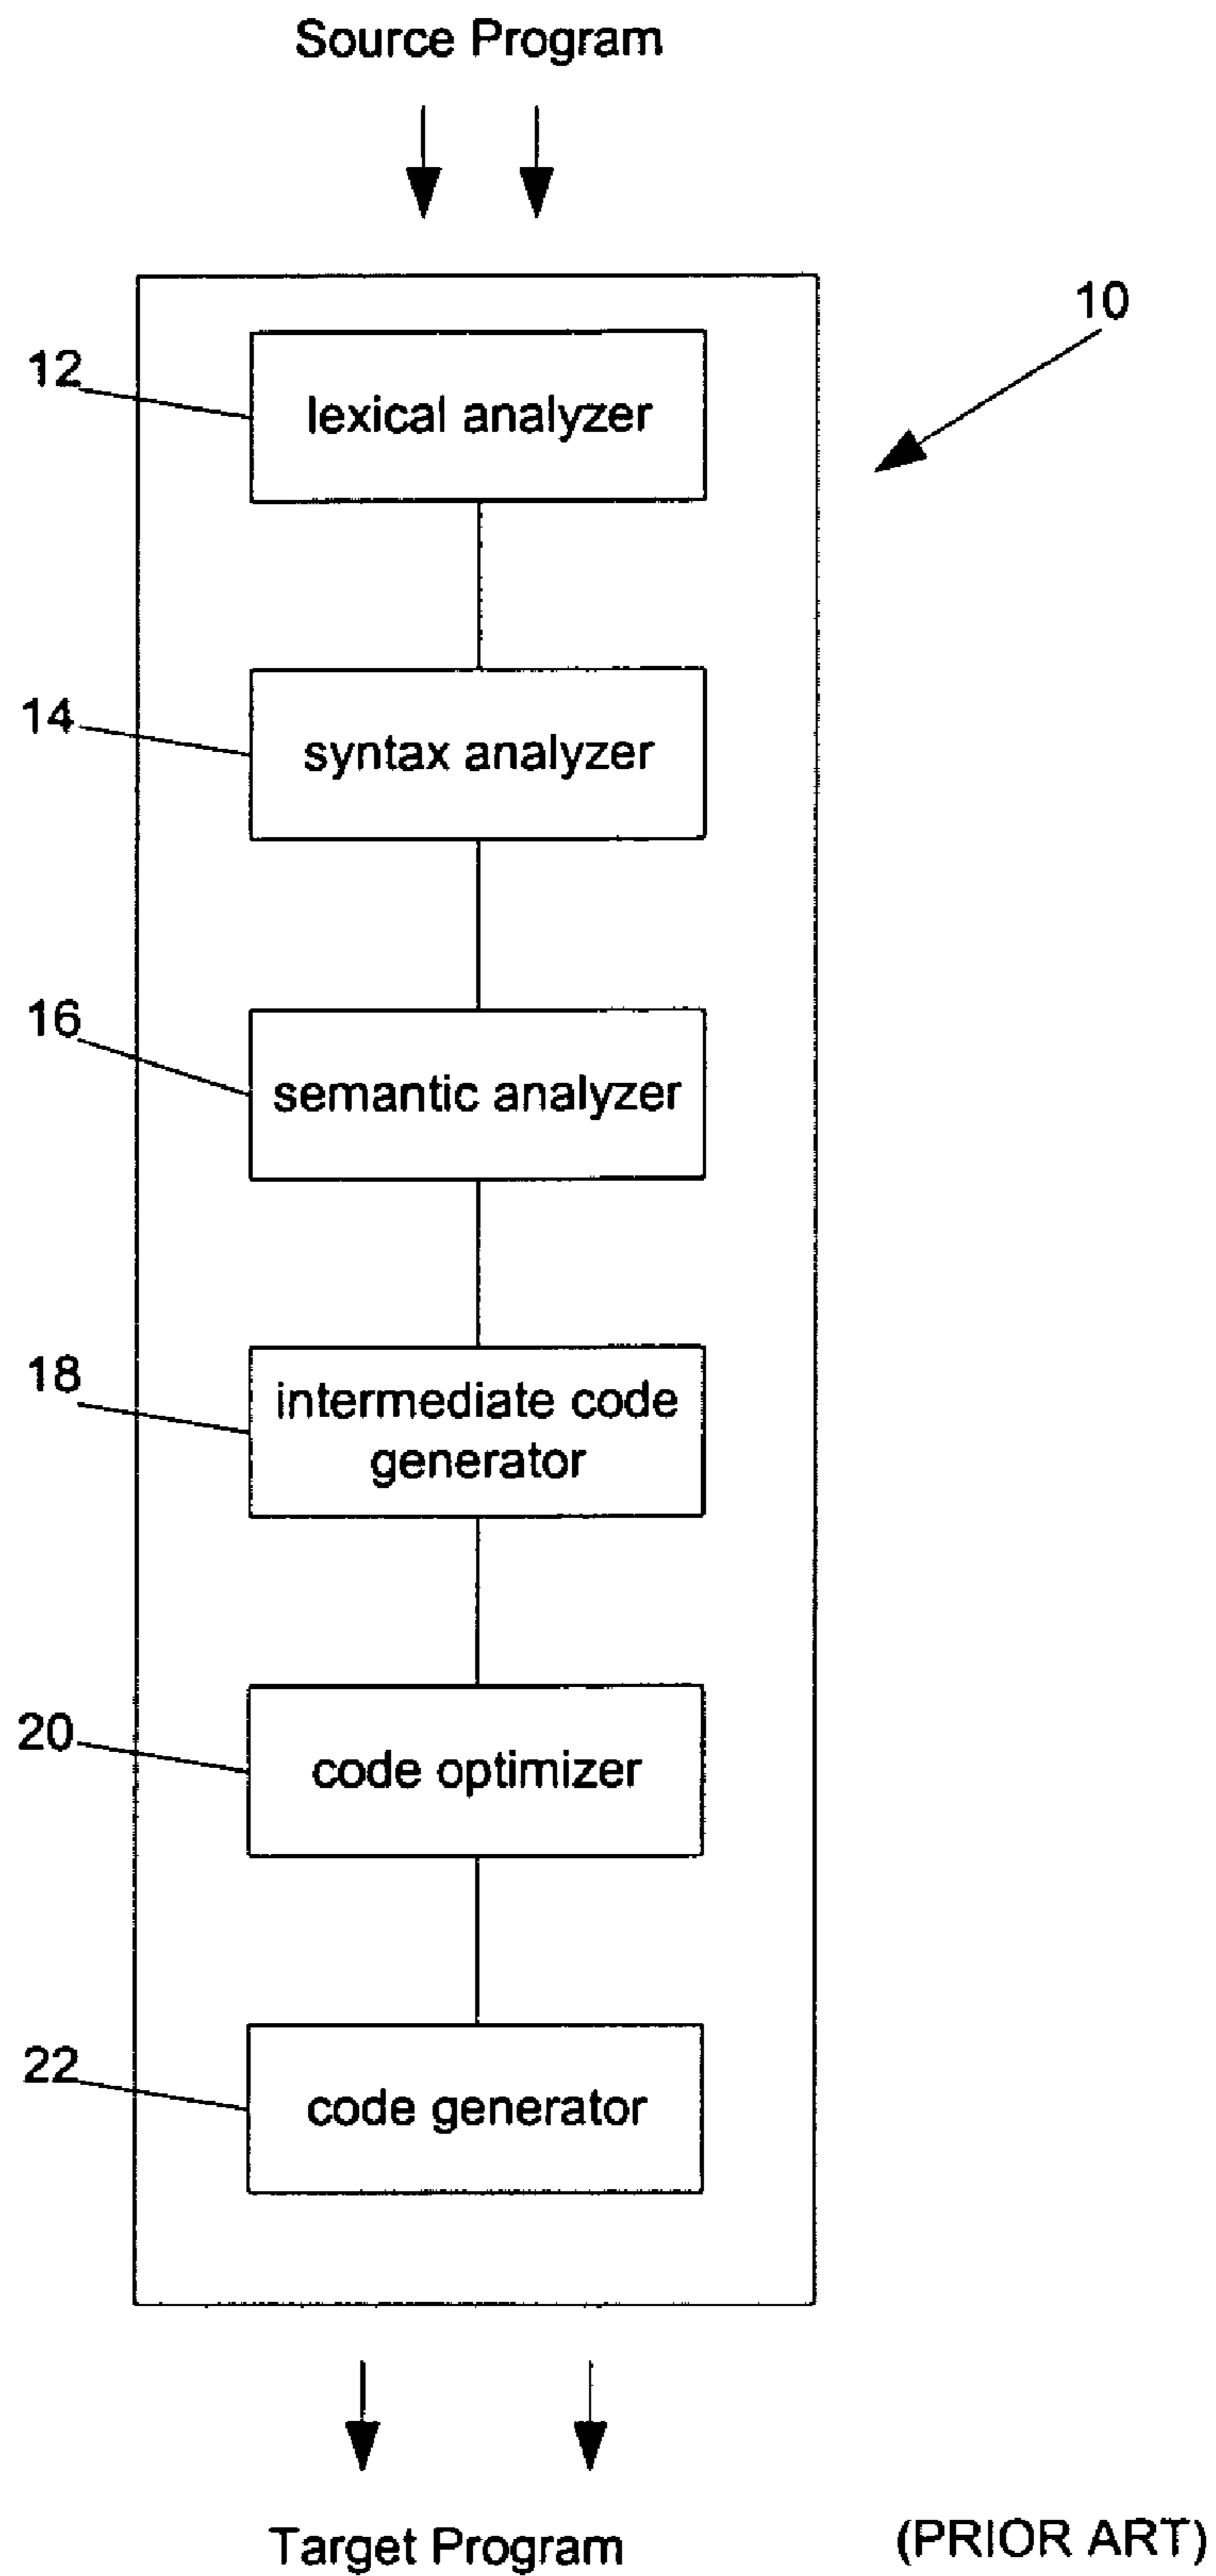 Source Program
10
12
lexical analyzer
14
syntax analyzer
16
semantic analyzer
18
intermediate code
generator
20
code optimizer
22
code generator
Target Program
(PRIOR ART)